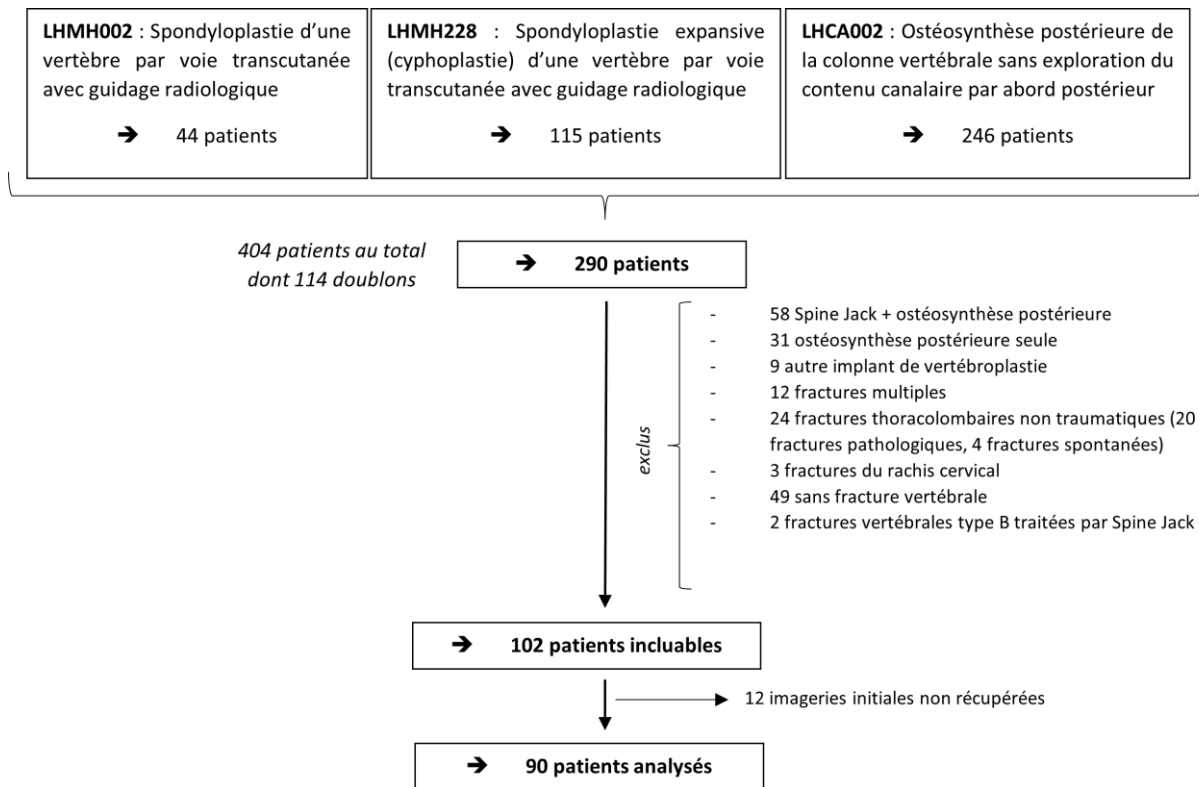 LHMH002 : Spondyloplastie d’une
vertèbre par voie transcutanée
avec guidage radiologique
➔ 44 patients
LHMH228 : Spondyloplastie expansive
(cyphoplastie) d’une vertèbre par voie
transcutanée avec guidage radiologique
➔ 115 patients
LHCA002 : Ostéosynthèse postérieure de
la colonne vertébrale sans exploration du
contenu canalaire par abord postérieur
➔ 246 patients
404 patients au total
dont 114 doublons
➔ 290 patients
exclus
- 58 Spine Jack + ostéosynthèse postérieure
- 31 ostéosynthèse postérieure seule
- 9 autre implant de vertébroplastie
- 12 fractures multiples
- 24 fractures thoracolombaires non traumatiques (20
fractures pathologiques, 4 fractures spontanées)
- 3 fractures du rachis cervical
- 49 sans fracture vertébrale
- 2 fractures vertébrales type B traitées par Spine Jack
➔ 102 patients incluables
12 imageries initiales non récupérées
➔ 90 patients analysés